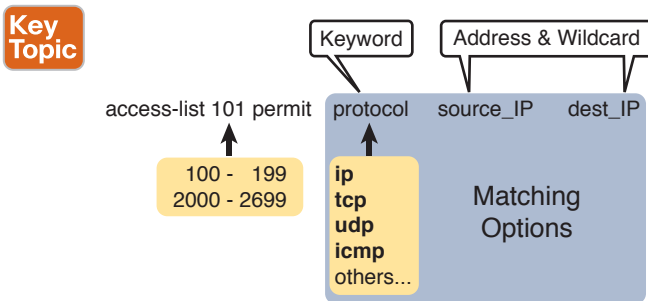 Key
Topic
Keyword
Address & Wildcard
access-list 101 permit protocol source_IP dest_IP
100 - 199
2000 - 2699
ip
tcp
udp
icmp
others...
Matching
Options